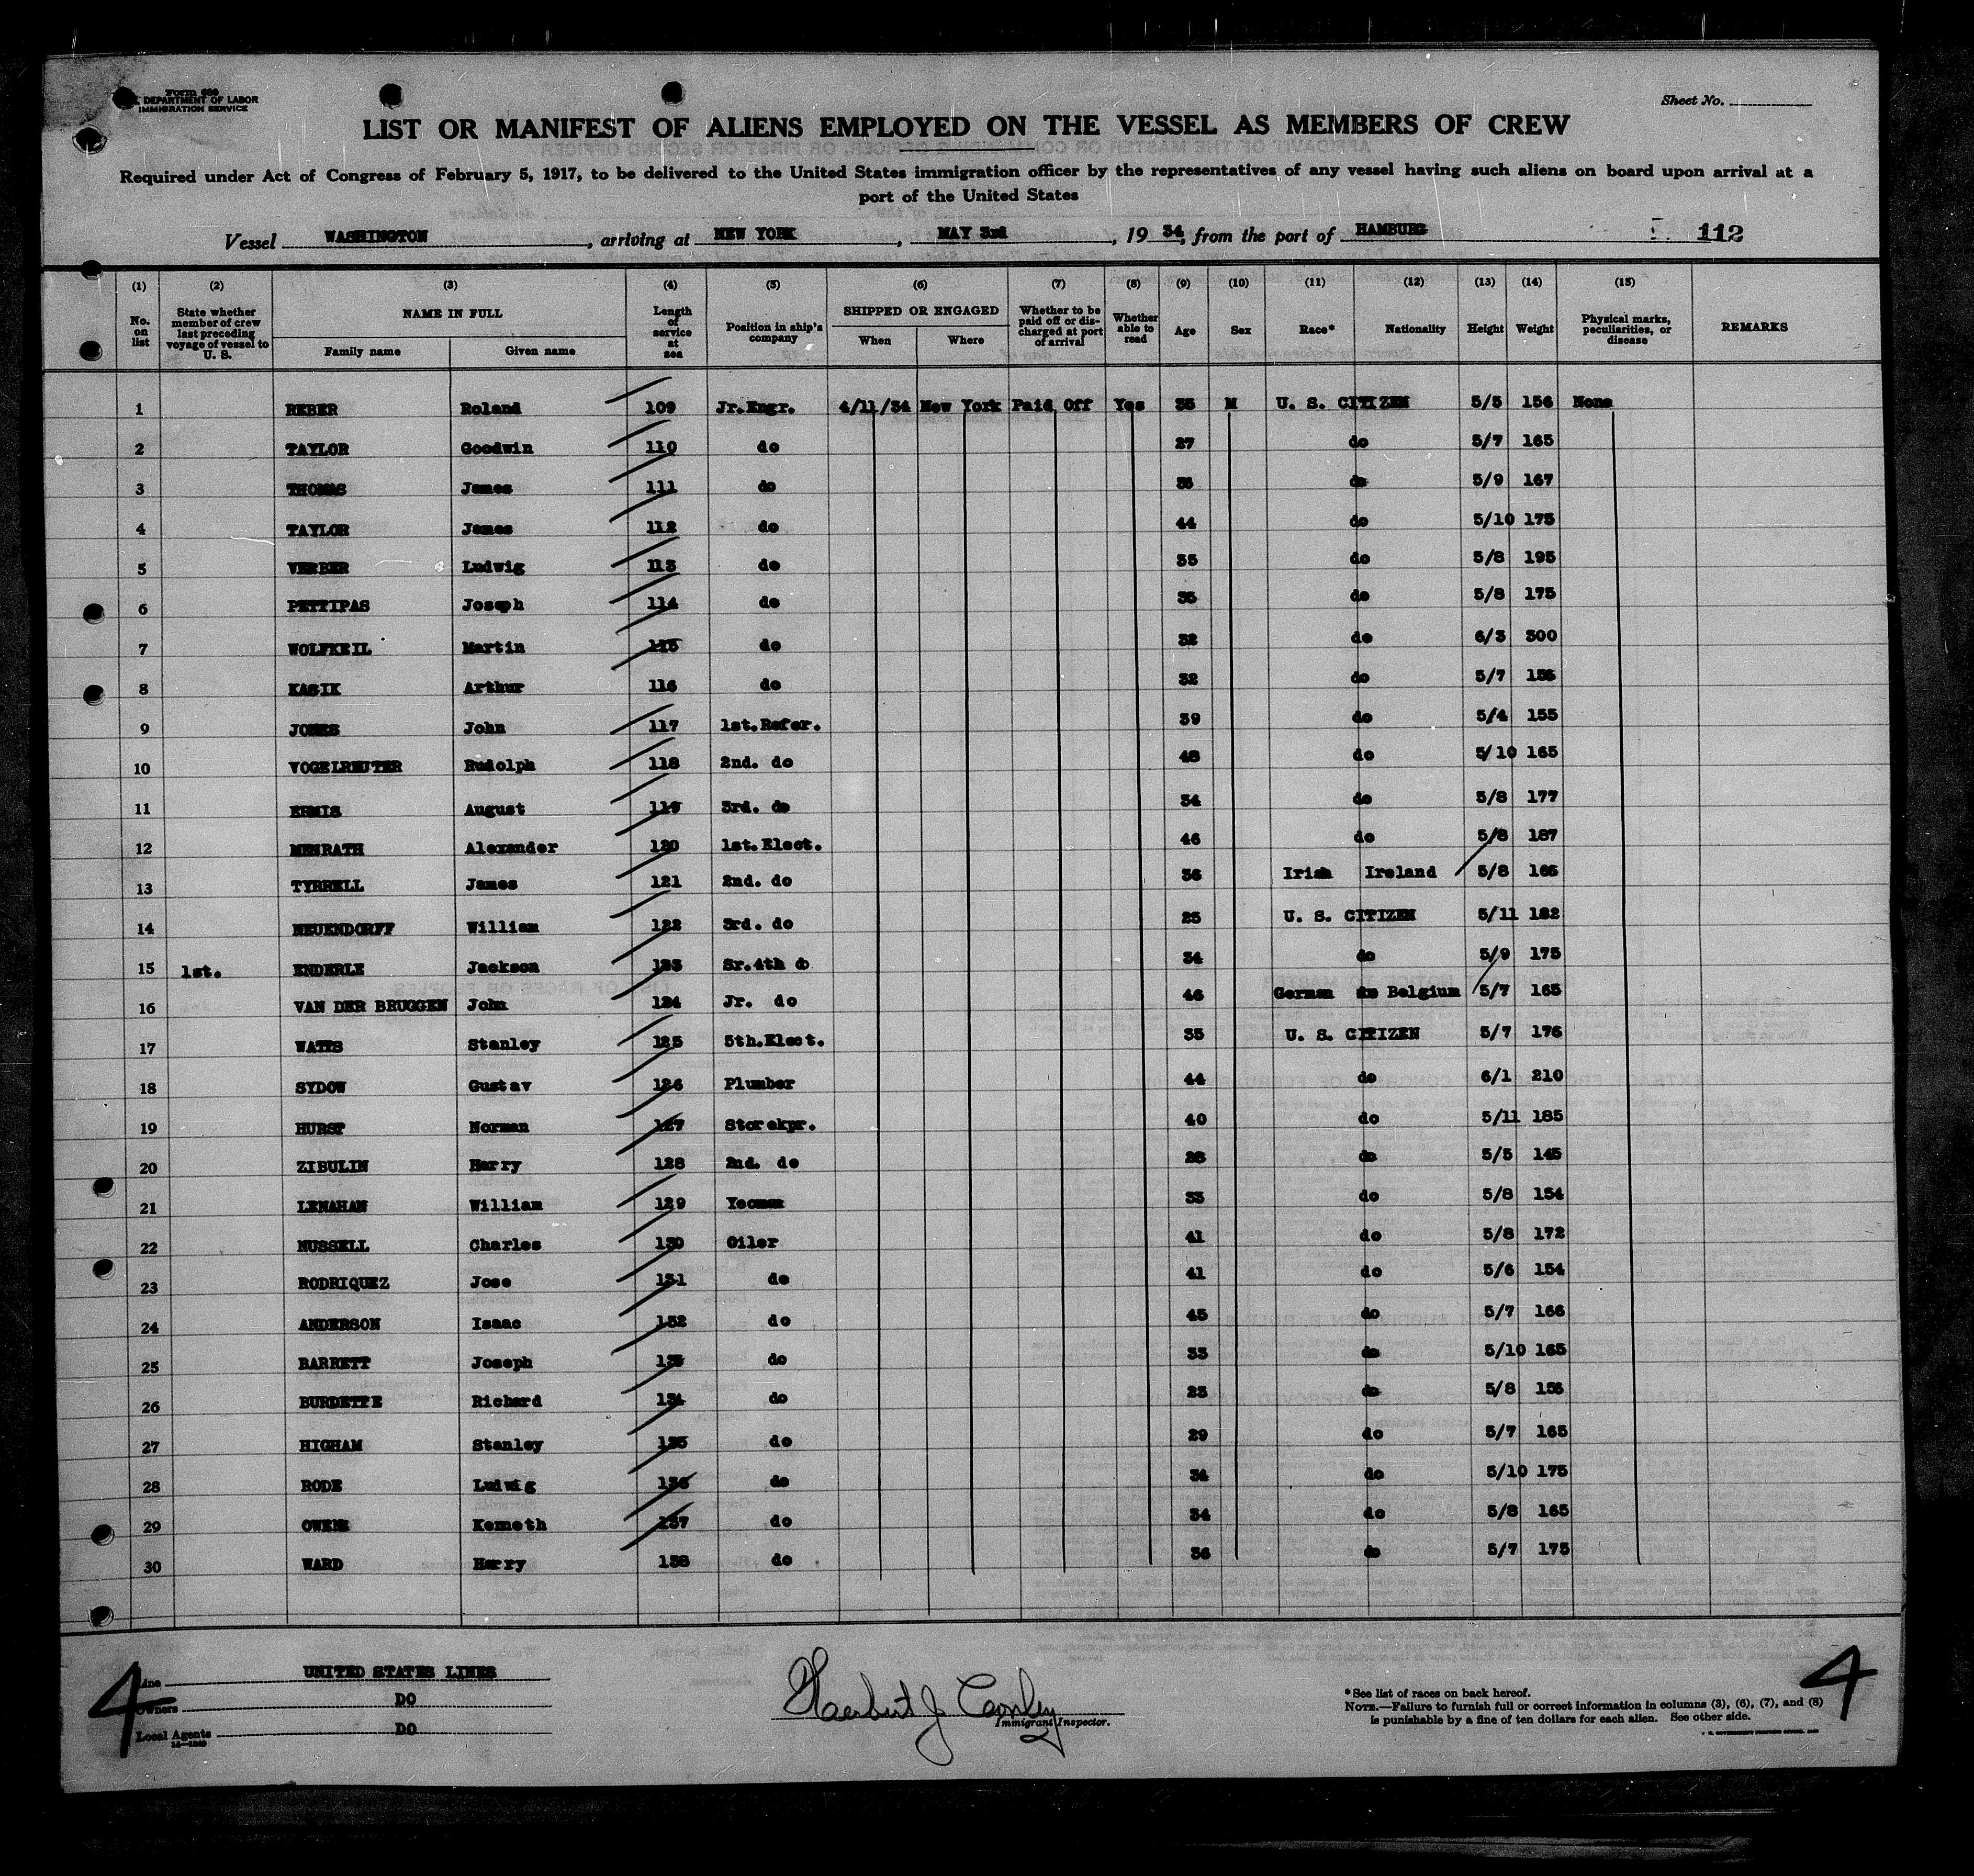 Form 680
DEPARTMENT OF LABOR
IMMIGRATION SERVICE
Sheet No.
LIST OR MANIFEST OF ALIENS EMPLOYED ON THE VESSEL AS MEMBERS OF CREW
Required under Act of Congress of February 5, 1917, to be delivered to the United States immigration officer by the representatives of any vessel having such aliens on board upon arrival at a
port of the United States
Vessel WASHINGTON, arriving at NEW YORK, MAY 3rd, 19 34, from the port of HAMBURG 112
(1) No. on list (2) State whether member of crew last preceding voyage of vessel to U. S. (3) NAME IN FULL Family name Given name (4) Length of service at sea (5) Position in ship's company (6) SHIPPED OR ENGAGED When Where (7) Whether to be paid off or discharged at port of arrival (8) Whether able to read (9) Age (10) Sex (11) Race* (12) Nationality (13) Height (14) Weight (15) Physical marks, peculiarities, or disease REMARKS
1 REBER Roland 109 Jr.Engr. 4/11/34 New York Paid Off Yes 35 M U. S. CITIZEN 5/5 156 None
2 TAYLOR Goodwin 110 do 27 do 5/7 165
3 THOMAS James 111 do do 5/9 167
4 TAYLOR James 112 do 44 do 5/10 175
5 VERBER Ludwig 113 do 35 do 5/8 195
6 PETTIPAS Joseph 114 do 35 do 5/8 175
7 WOLFKEIL Martin 115 do 32 do 6/3 300
8 KASIK Arthur 116 do 32 do 5/7
9 JONES John 117 1st.Refer. 39 do 5/4 155
10 VOGELREUTER Rudolph 118 2nd. do 48 do 5/10 165
11 ERMIS August 119 3rd. do 34 do 5/8 177
12 MENRATH Alexander 120 1st.Elect. 46 do 5/8 187
13 TYRRELL James 121 2nd. do 36 Irish Ireland 5/8 165
14 NEUENDORFF William 122 3rd. do 25 U. S. CITIZEN 5/11 182
15 1st. ENDERLE Jackson 123 Sr.4th do 34 do 5/9 175
16 VAN DER BRUGGEN John 124 Jr. do 46 German Belgium 5/7 165
17 WATTS Stanley 125 5th.Elect. 35 U. S. CITIZEN 5/7 176
18 SYDOW Gustav 126 Plumber 44 do 6/1 210
19 HURST Norman 127 Storekpr. 40 do 5/11 185
20 ZIBULIN Harry 128 2nd. do 28 do 5/5 145
21 LENAHAN William 129 Yeoman 33 do 5/8 154
22 NUSSELL Charles 130 Oiler 41 do 5/8 172
23 RODRIQUEZ Jose 131 do 41 do 5/6 154
24 ANDERSON Isaac 132 do 45 do 5/7 166
25 BARRETT Joseph 133 do 33 do 5/10 165
26 BURDETTE Richard 134 do 23 do 5/8
27 HIGHAM Stanley 135 do 29 do 5/7 165
28 RODE Ludwig 136 do 34 do 5/10 175
29 OWENS Kenneth 137 do 34 do 5/8 165
30 WARD Harry 138 do 36 do 5/7 175
4 Line UNITED STATES LINES
Owners DO
Local Agents DO
14—1240
Herbert J Conley
Immigrant Inspector.
*See list of races on back hereof.
NOTE.—Failure to furnish full or correct information in columns (3), (6), (7), and (8)
is punishable by a fine of ten dollars for each alien. See other side.
4